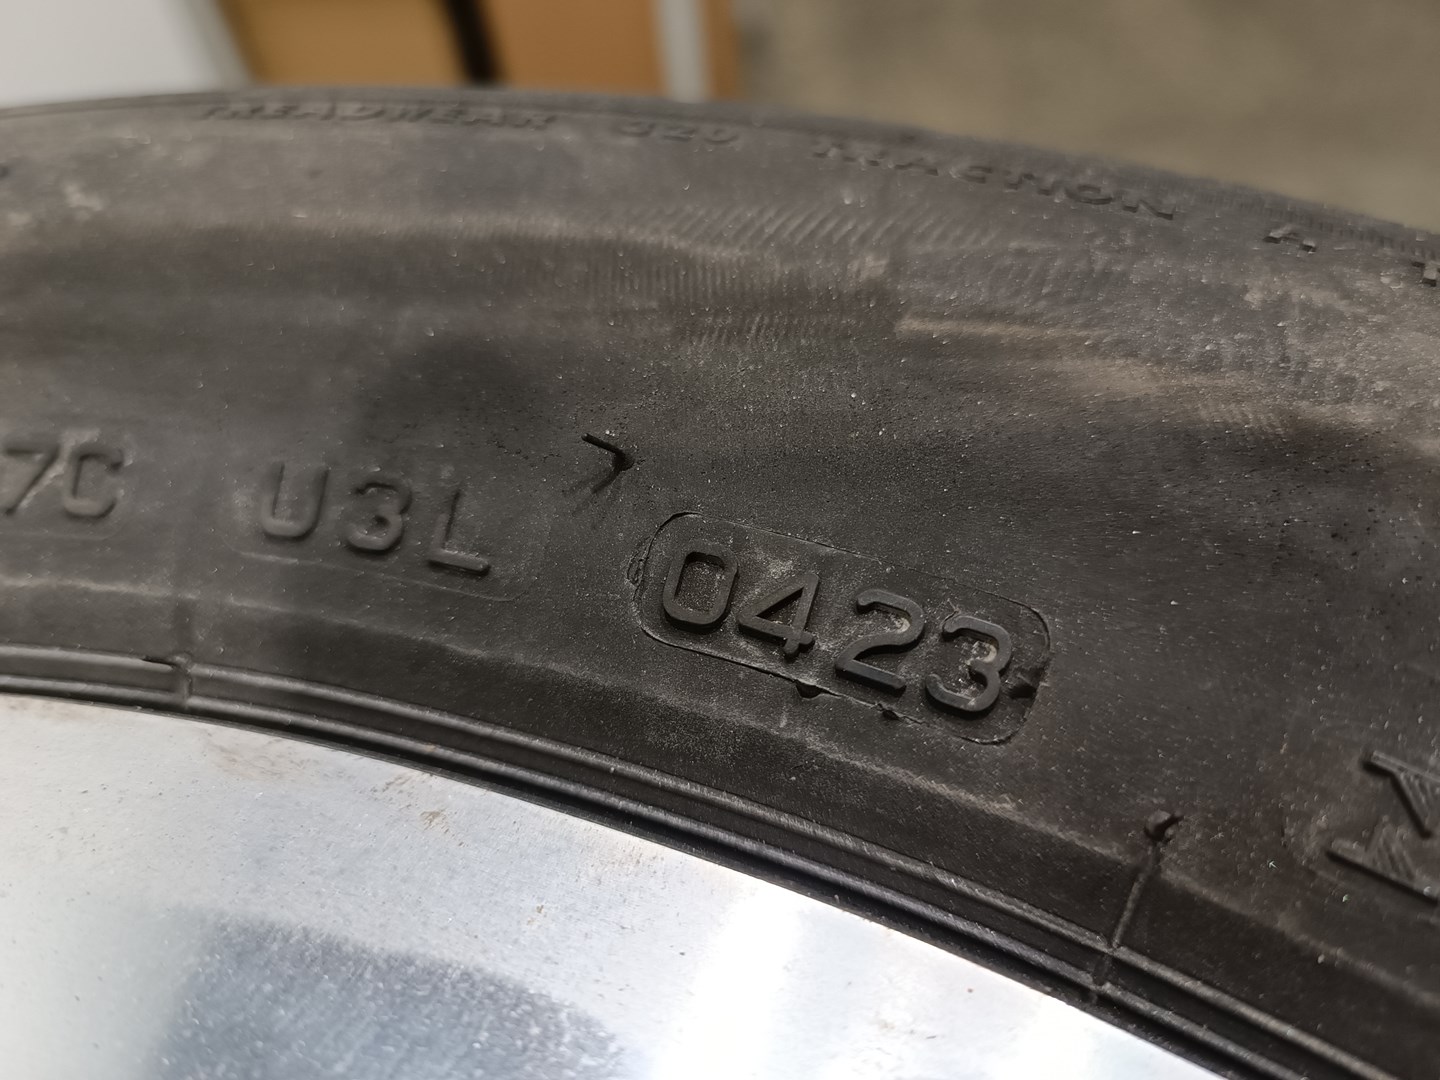 TREADWEAR 320 TRACTION A
7C U3L 0423